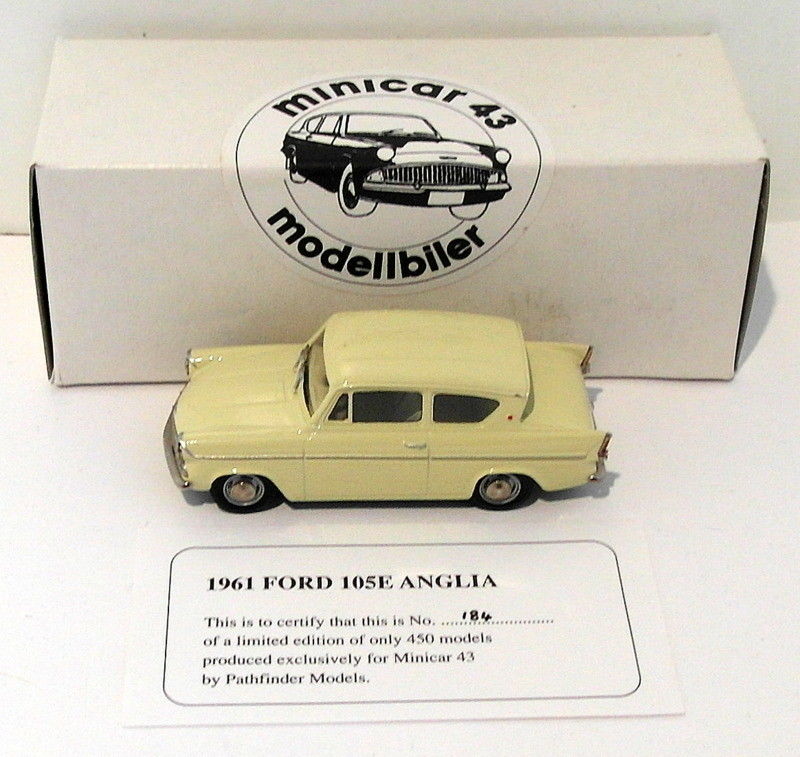 minicar 43
modellbiler
1961 FORD 105E ANGLIA
This is to certify that this is No. ....184....................
of a limited edition of only 450 models
produced exclusively for Minicar 43
by Pathfinder Models.